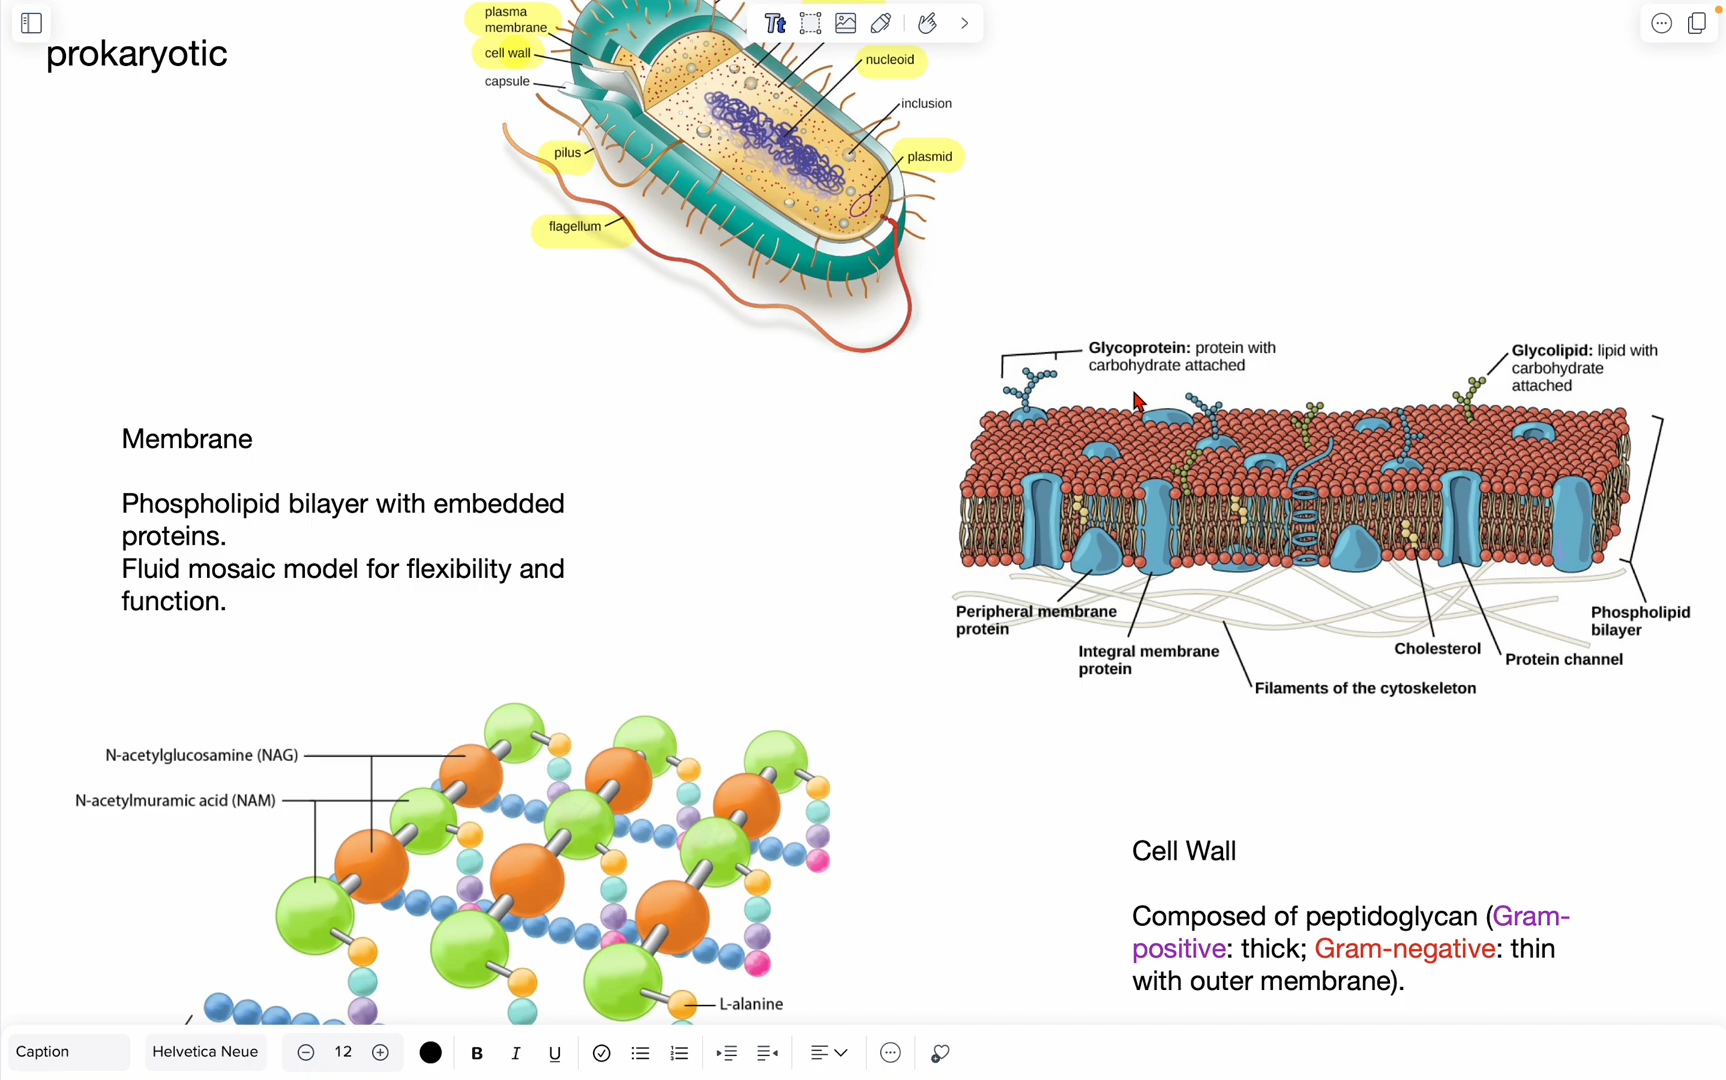 prokaryotic
plasma
membrane
cell wall
capsule
pilus
flagellum
nucleoid
inclusion
plasmid
Tt
Glycoprotein: protein with
carbohydrate attached
Glycolipid: lipid with
carbohydrate
attached
Membrane
Phospholipid bilayer with embedded
proteins.
Fluid mosaic model for flexibility and
function.
Peripheral membrane
protein
Integral membrane
protein
Filaments of the cytoskeleton
Cholesterol
Protein channel
Phospholipid
bilayer
N-acetylglucosamine (NAG)
N-acetylmuramic acid (NAM)
L-alanine
Cell Wall
Composed of peptidoglycan (Gram-
positive: thick; Gram-negative: thin
with outer membrane).
Caption
Helvetica Neue
12
B
I
U